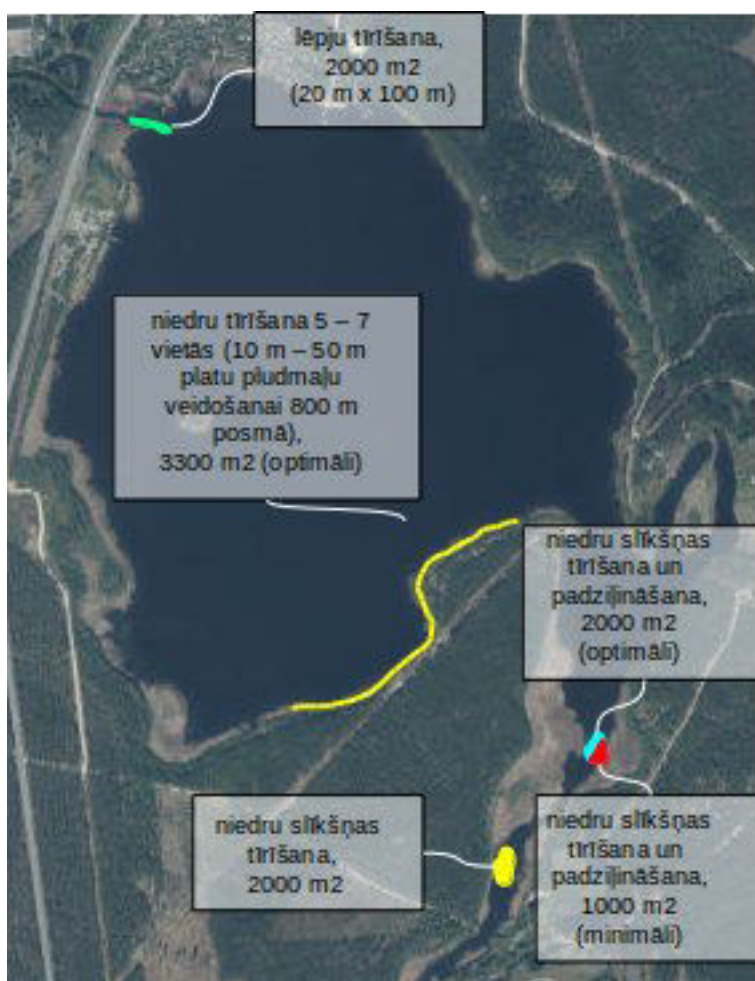 lēpju tīrīšana,
2000 m2
(20 m x 100 m)
niedru tīrīšana 5 – 7
vietās (10 m – 50 m
platu pludmaļu
veidošanai 800 m
posmā),
3300 m2 (optimāli)
niedru slīkšņas
tīrīšana un
padziļināšana,
2000 m2
(optimāli)
niedru slīkšņas
tīrīšana,
2000 m2
niedru slīkšņas
tīrīšana un
padziļināšana,
1000 m2
(minimāli)